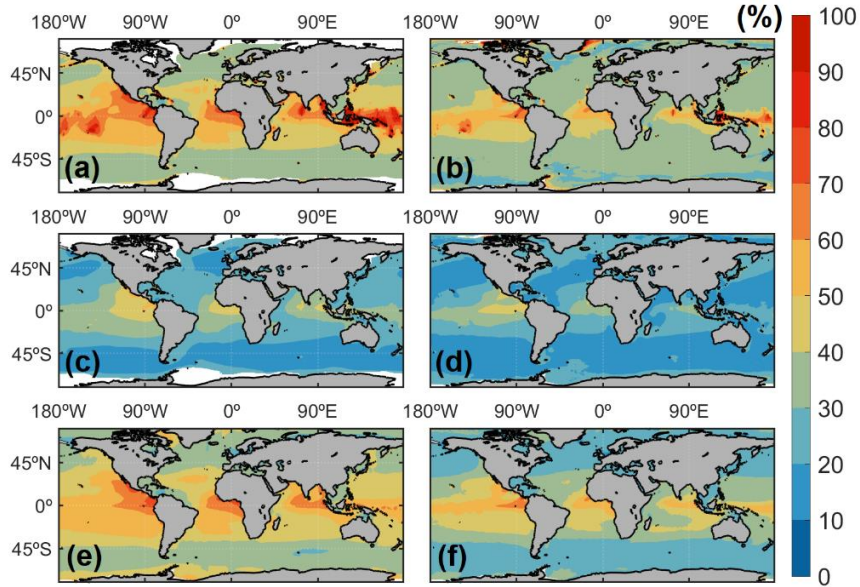 180ºW 90ºW 0º 90ºE 180ºW 90ºW 0º 90ºE (%)
100
90
80
70
60
50
40
30
20
10
0
45ºN
0º
45ºS
(a) (b)
180ºW 90ºW 0º 90ºE 180ºW 90ºW 0º 90ºE
45ºN
0º
45ºS
(c) (d)
180ºW 90ºW 0º 90ºE 180ºW 90ºW 0º 90ºE
45ºN
0º
45ºS
(e) (f)